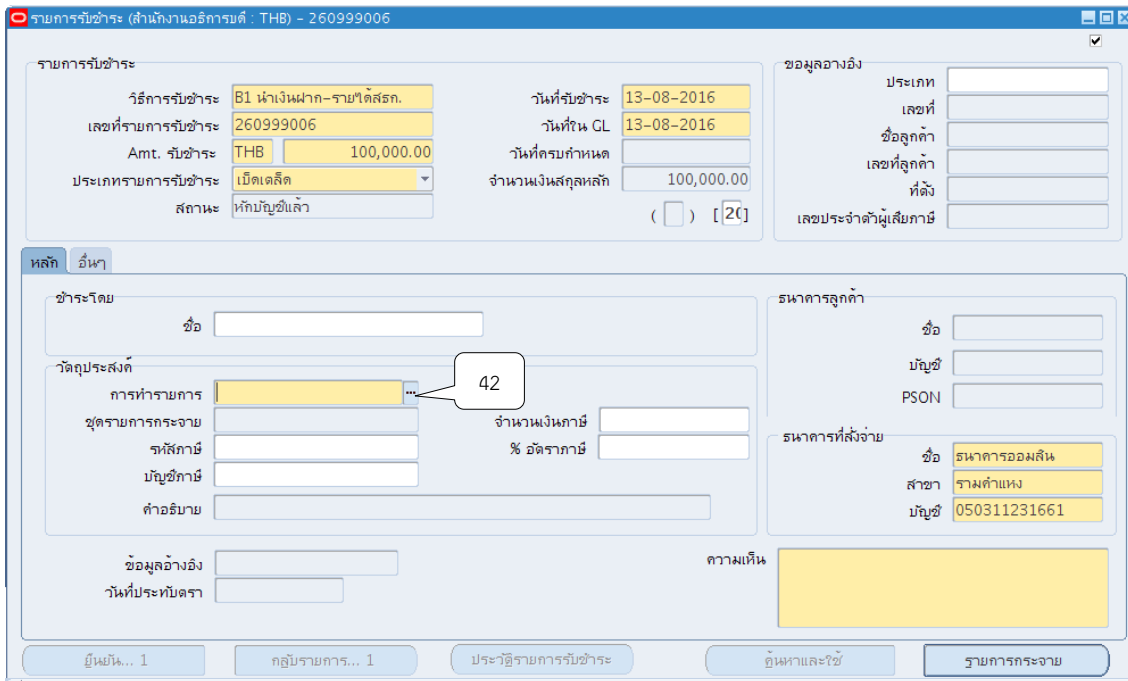 รายการรับชำระ (สำนักงานอธิการบดี : THB) – 260999006
รายการรับชำระ
ข้อมูลอ้างอิง
วิธีการรับชำระ B1 นำเงินฝาก–รายได้สรก. วันที่รับชำระ 13-08-2016 ประเภท
เลขที่รายการรับชำระ 260999006 วันที่ใน GL 13-08-2016 เลขที่
Amt. รับชำระ THB 100,000.00 วันที่ครบกำหนด ชื่อลูกค้า
ประเภทรายการรับชำระ เบ็ดเตล็ด จำนวนเงินสกุลหลัก 100,000.00 เลขที่ลูกค้า
สถานะ หักบัญชีแล้ว ที่ตั้ง
( ) [ 20 ] เลขประจำตัวผู้เสียภาษี
หลัก อื่นๆ
ชำระโดย ธนาคารลูกค้า
ชื่อ ชื่อ
วัตถุประสงค์ บัญชี
การทำรายการ ... 42 PSON
ชุดรายการกระจาย จำนวนเงินภาษี
รหัสภาษี % อัตราภาษี ธนาคารที่สั่งจ่าย
ชื่อ ธนาคารออมสิน
บัญชีภาษี สาขา รามคำแหง
คำอธิบาย บัญชี 050311231661
ข้อมูลอ้างอิง ความเห็น
วันที่ประทับตรา
ยืนยัน... 1 กลับรายการ... 1 ประวัติรายการรับชำระ ค้นหาและใช้ รายการกระจาย